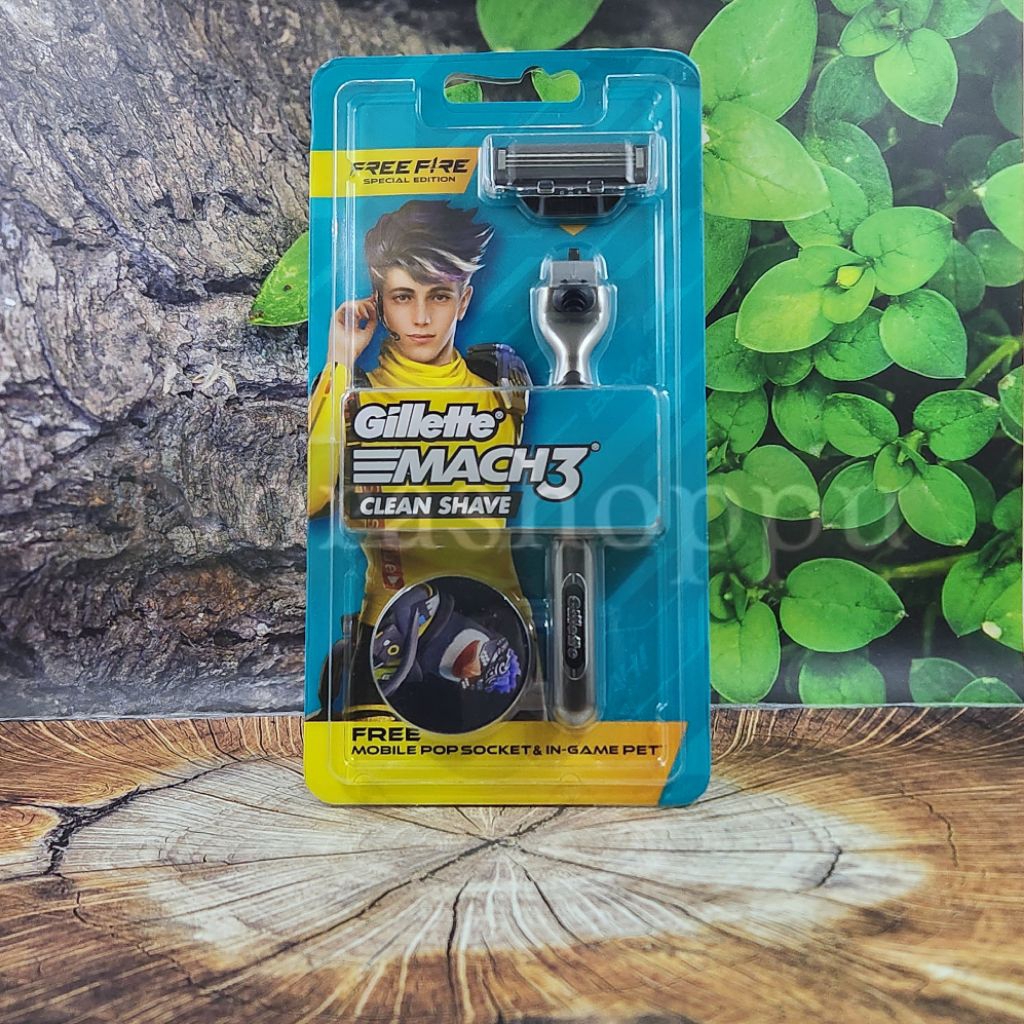 FREE FIRE
SPECIAL EDITION
Gillette®
MACH3®
CLEAN SHAVE
Gillette
FREE
MOBILE POP SOCKET & IN-GAME PET